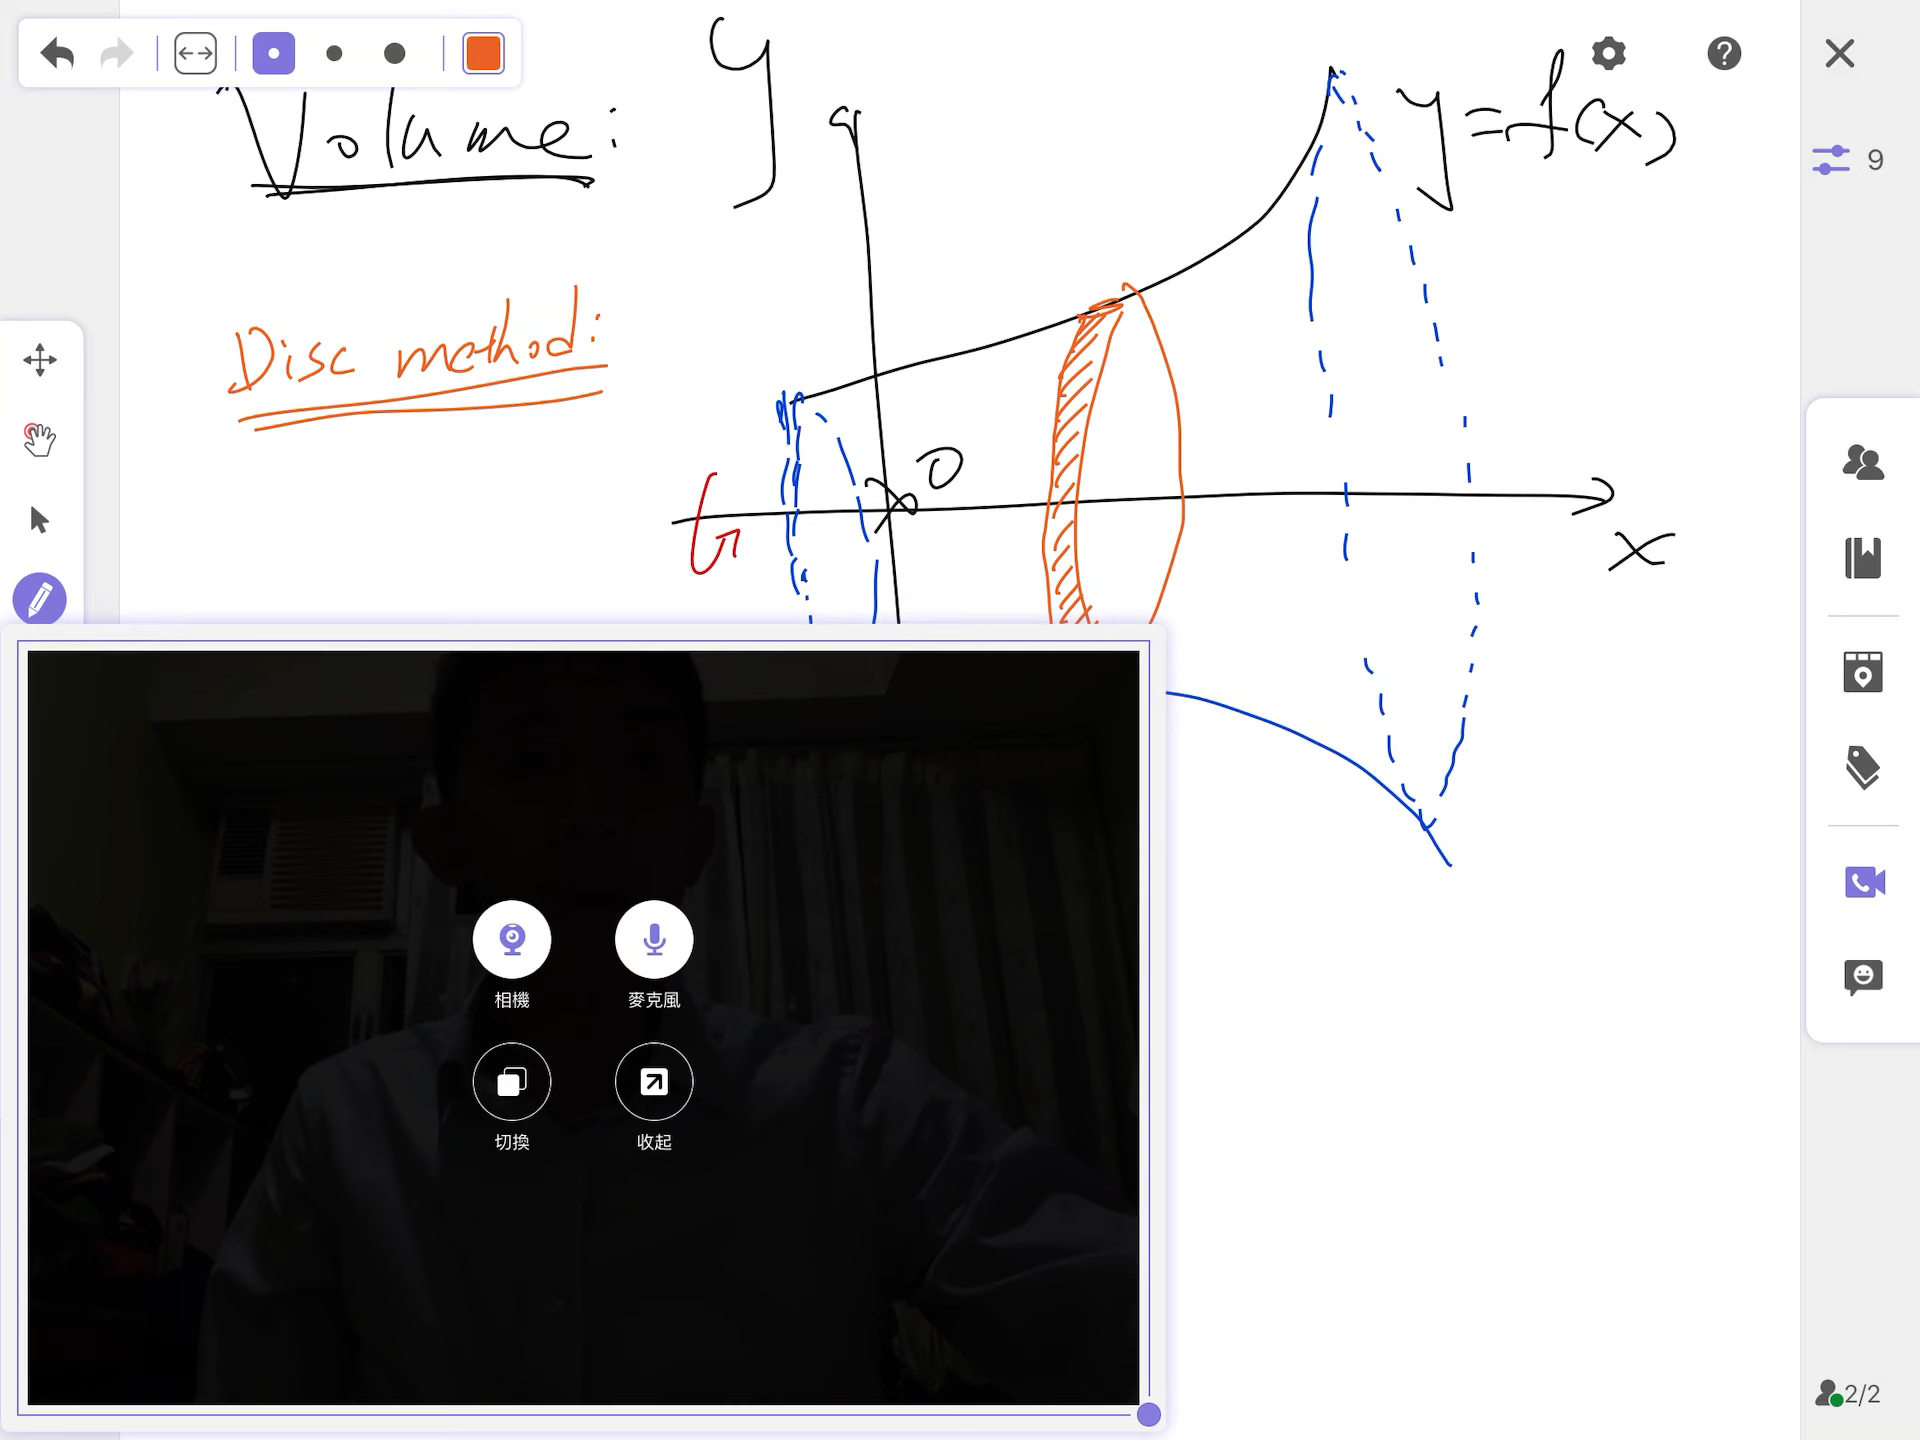 Volume:
y
y=f(x)
9
Disc method:
0
x
相機
麥克風
切換
收起
2/2